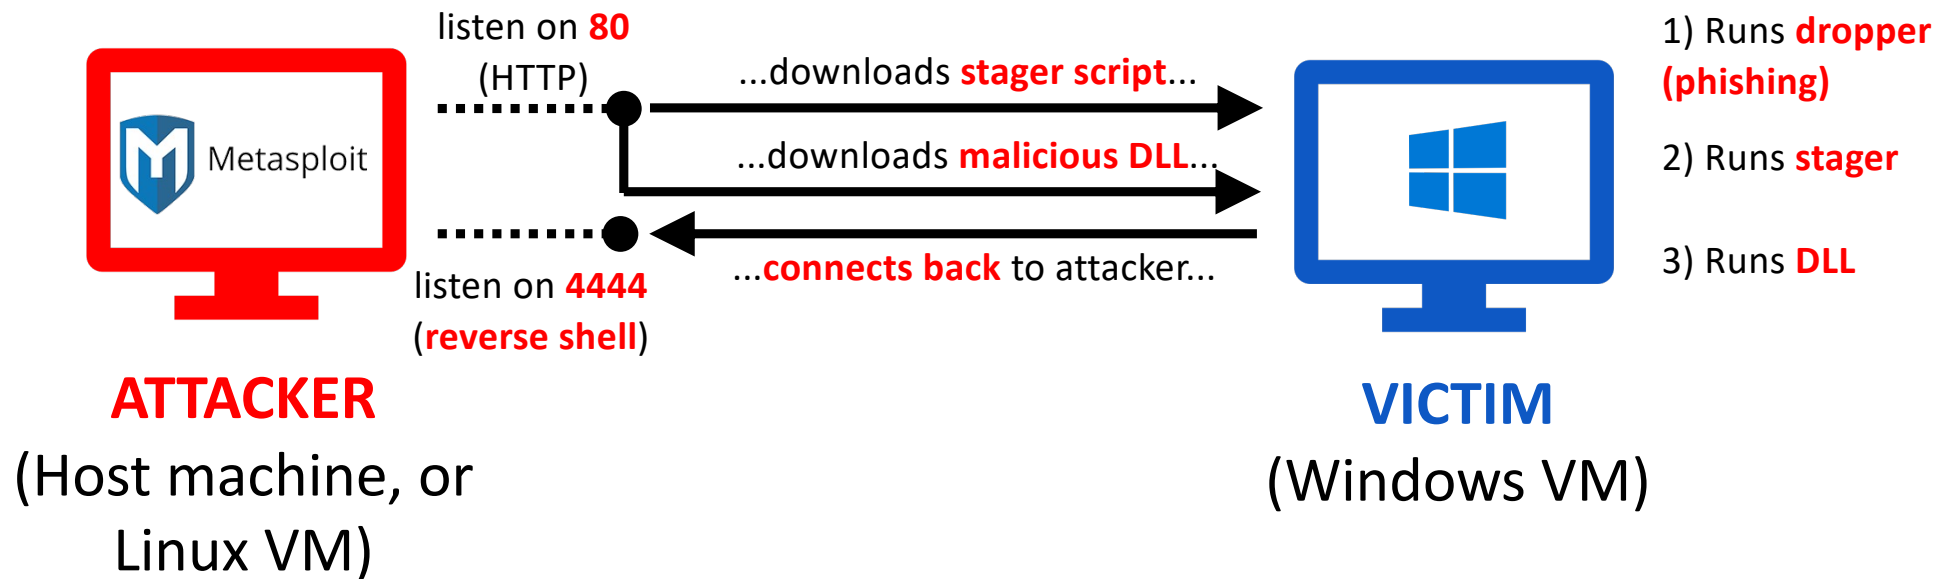 listen on 80
(HTTP)
...downloads stager script...
...downloads malicious DLL...
...connects back to attacker...
listen on 4444
(reverse shell)
Metasploit
ATTACKER
(Host machine, or
Linux VM)
VICTIM
(Windows VM)
1) Runs dropper
(phishing)
2) Runs stager
3) Runs DLL